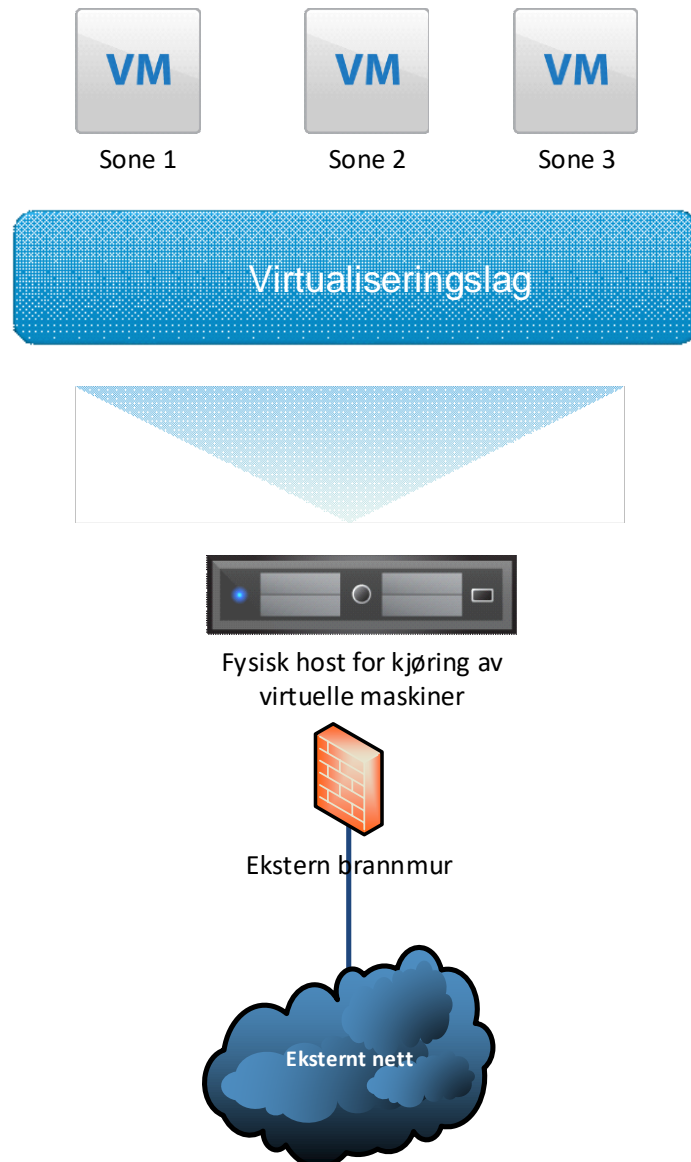 VM
VM
VM
Sone 1
Sone 2
Sone 3
Virtualiseringslag
Fysisk host for kjøring av
virtuelle maskiner
Ekstern brannmur
Eksternt nett